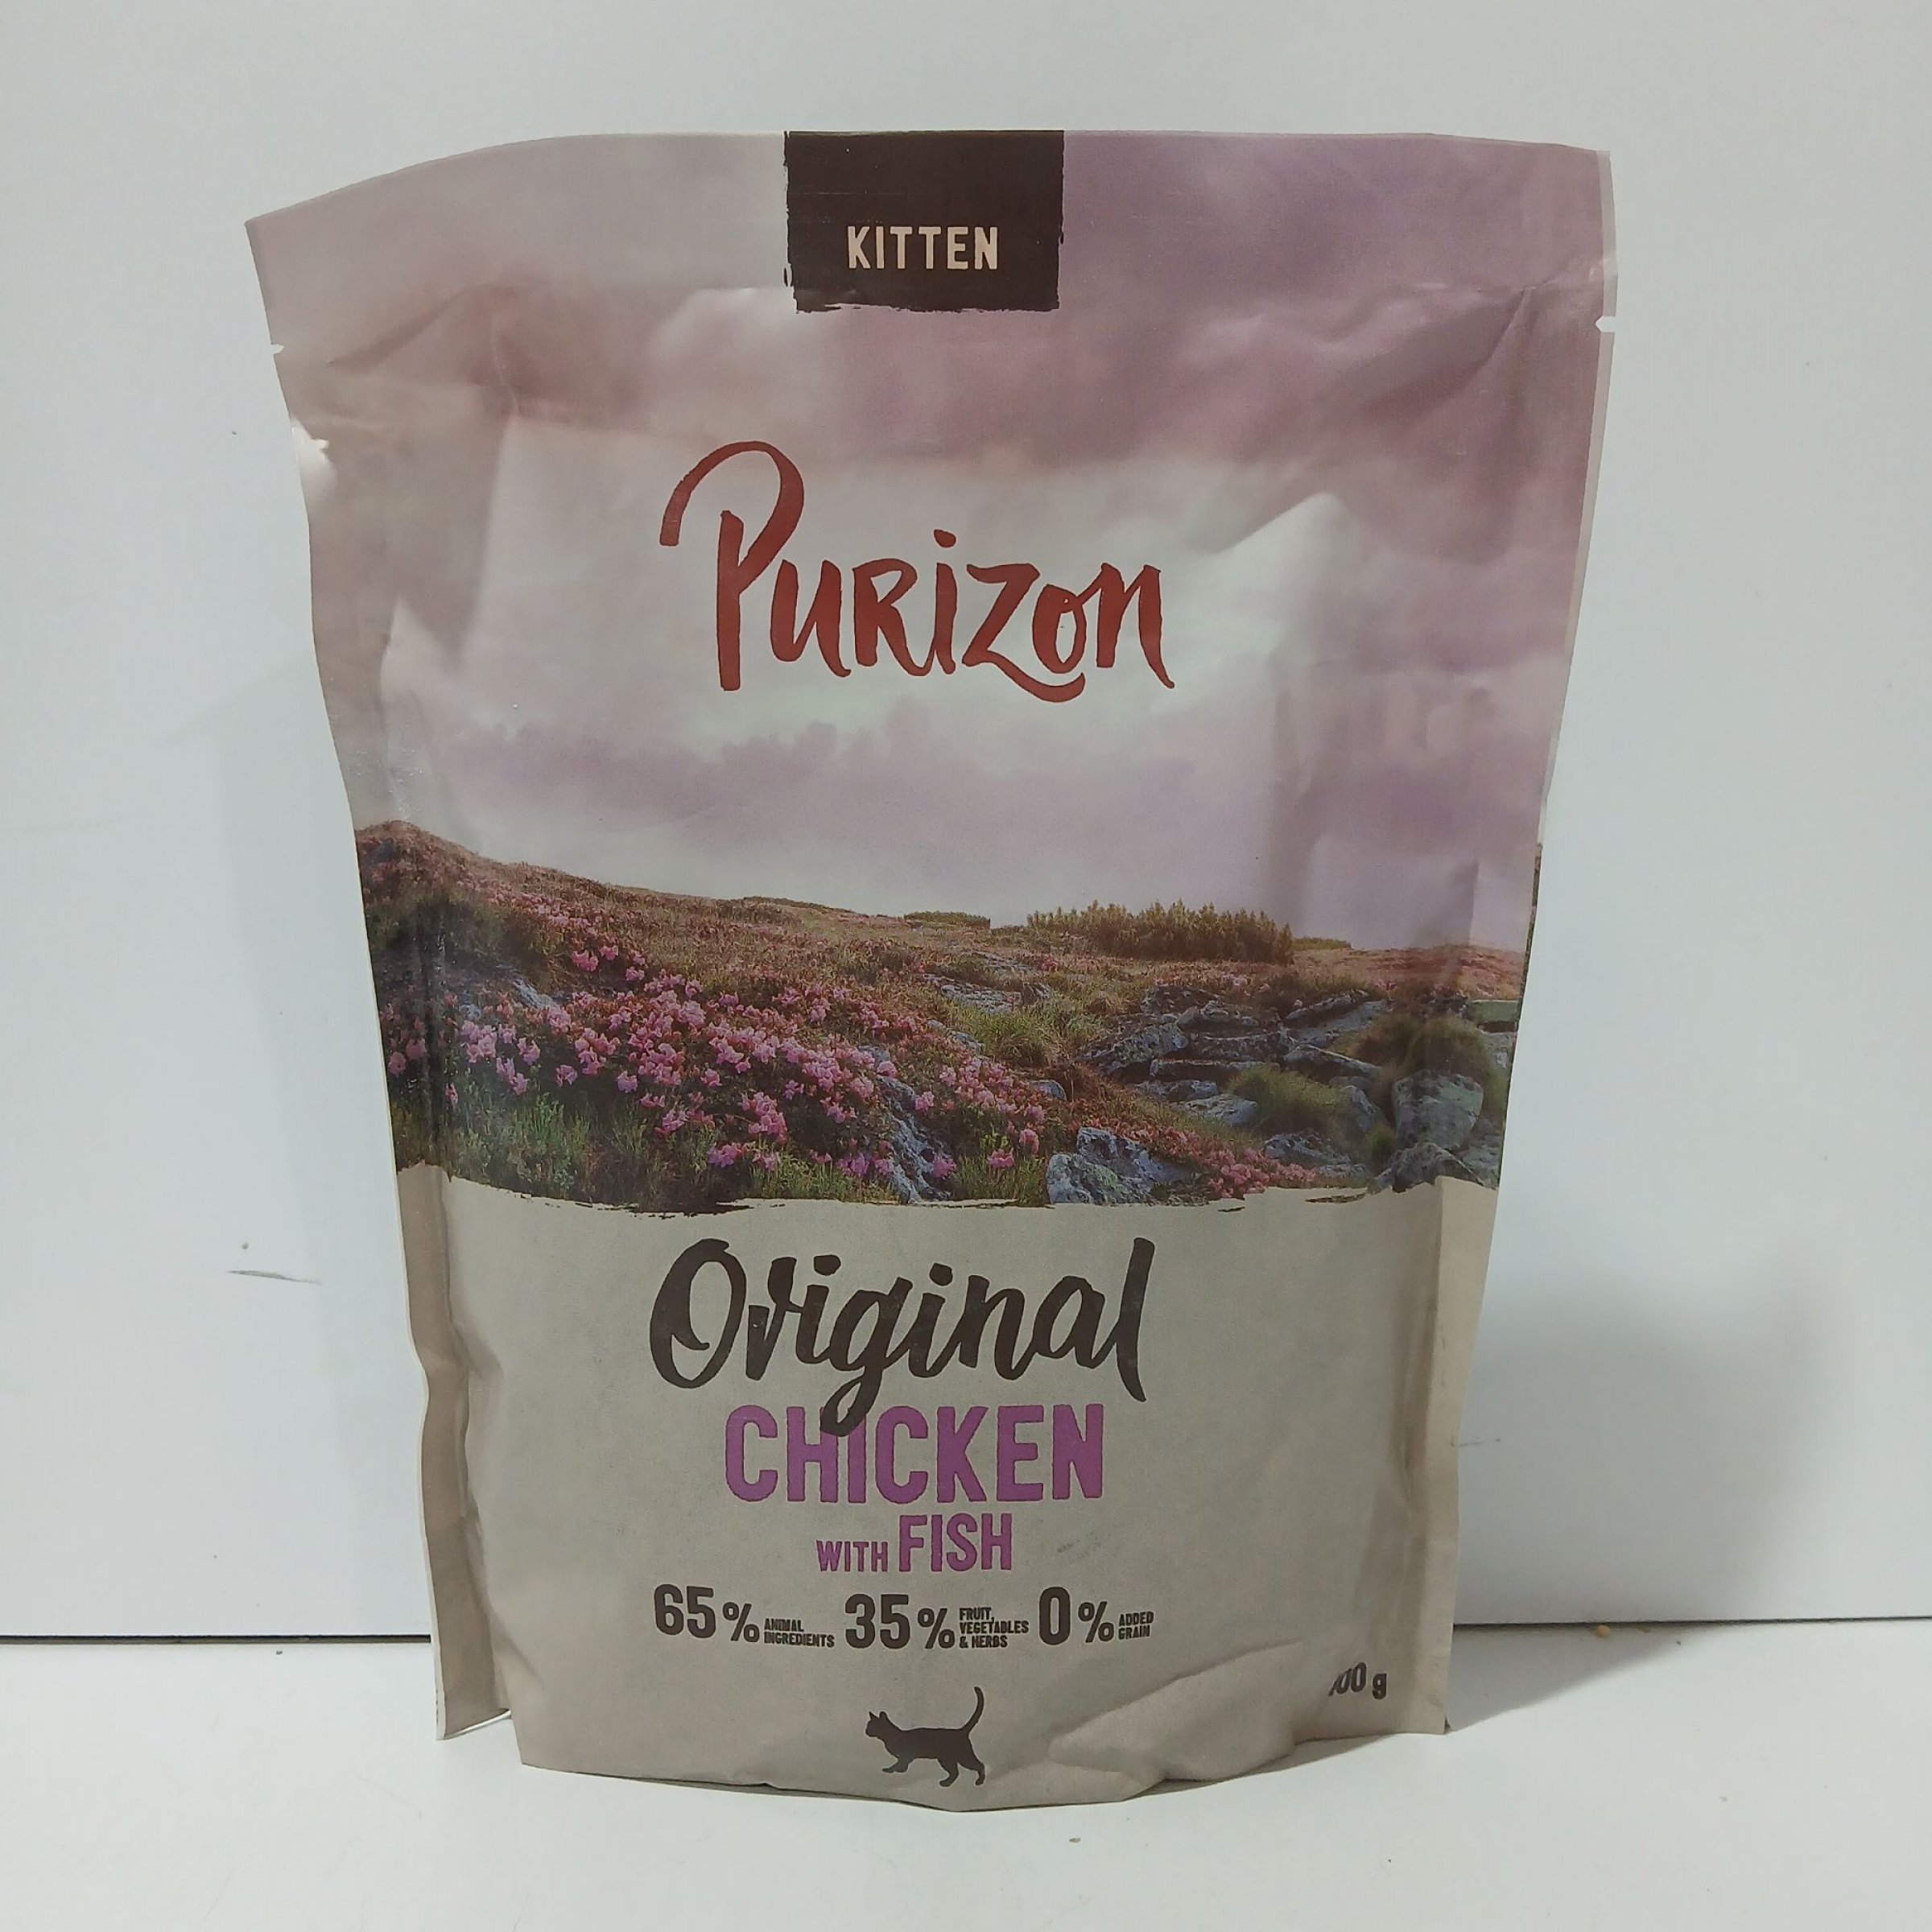 KITTEN
Purizon
Original
CHICKEN
WITH FISH
65% ANIMAL INGREDIENTS 35% FRUIT, VEGETABLES & HERBS 0% ADDED GRAIN
g